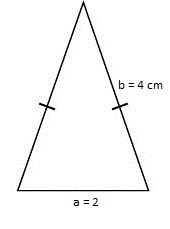 b = 4 cm
a = 2